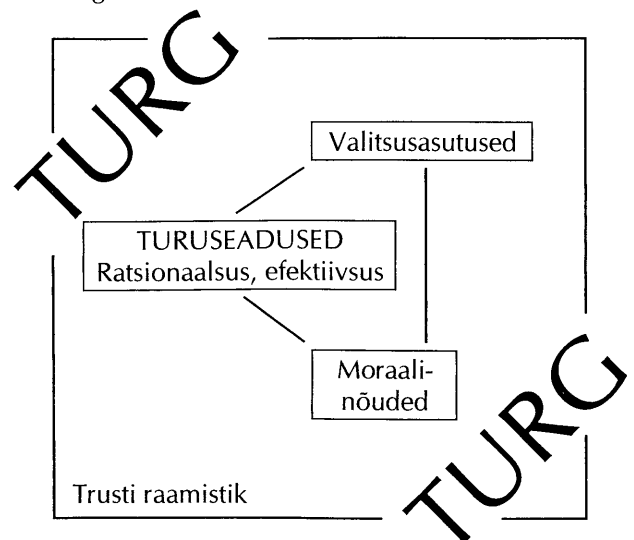 TURG
Valitsusasutused
TURUSEADUSED
Ratsionaalsus, efektiivsus
Moraali-
nõuded
TURG
Trusti raamistik